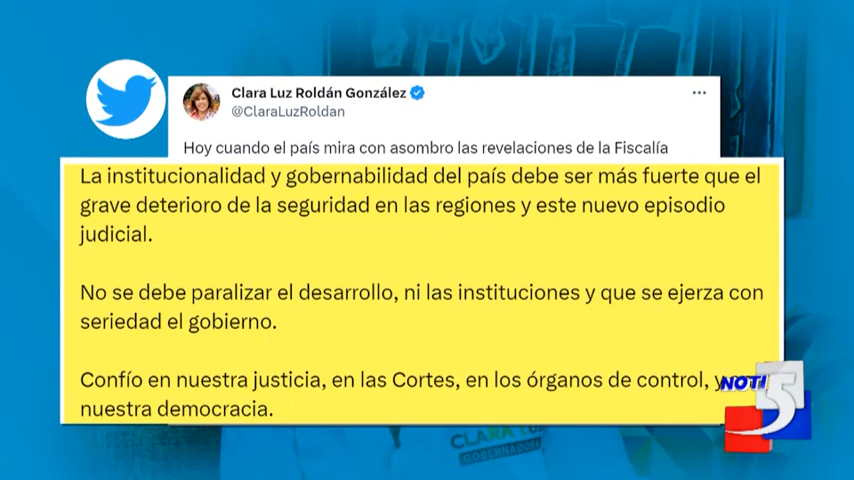 Clara Luz Roldán González
@ClaraLuzRoldan
Hoy cuando el país mira con asombro las revelaciones de la Fiscalía
La institucionalidad y gobernabilidad del país debe ser más fuerte que el
grave deterioro de la seguridad en las regiones y este nuevo episodio
judicial.
No se debe paralizar el desarrollo, ni las instituciones y que se ejerza con
seriedad el gobierno.
Confío en nuestra justicia, en las Cortes, en los órganos de control, y
nuestra democracia.
NOTI 5
CLARA LUZ
GOBERNADORA